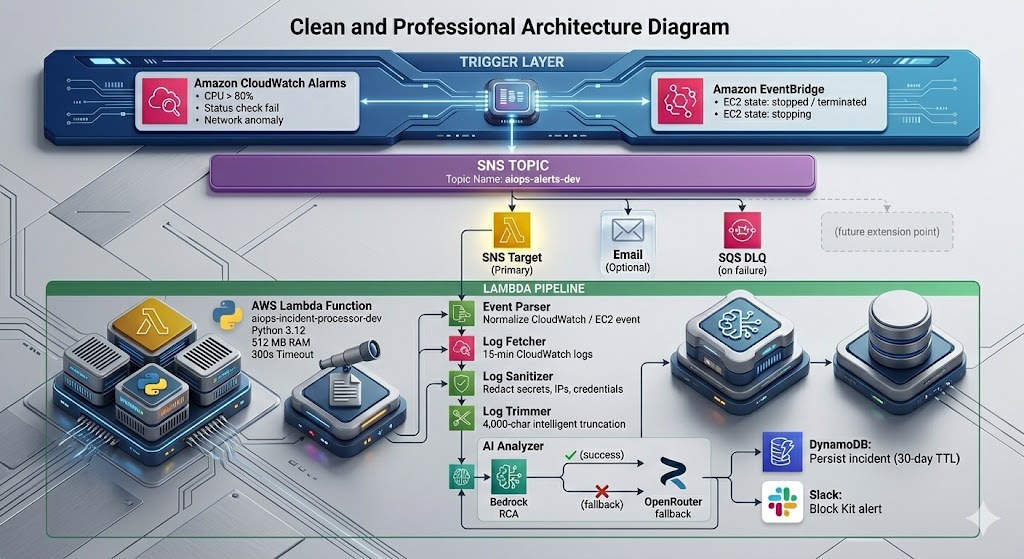 Clean and Professional Architecture Diagram
TRIGGER LAYER
Amazon CloudWatch Alarms
• CPU > 80%
• Status check fail
• Network anomaly
Amazon EventBridge
• EC2 state: stopped / terminated
• EC2 state: stopping
SNS TOPIC
Topic Name: aiops-alerts-dev
SNS Target
(Primary)
Email
(Optional)
SQS DLQ
(on failure)
(future extension point)
LAMBDA PIPELINE
AWS Lambda Function
aiops-incident-processor-dev
Python 3.12
512 MB RAM
300s Timeout
Event Parser
Normalize CloudWatch / EC2 event
Log Fetcher
15-min CloudWatch logs
Log Sanitizer
Redact secrets, IPs, credentials
Log Trimmer
4,000-char intelligent truncation
AI Analyzer
Bedrock
RCA
(success)
(fallback)
OpenRouter
fallback
DynamoDB:
Persist incident (30-day TTL)
Slack:
Block Kit alert